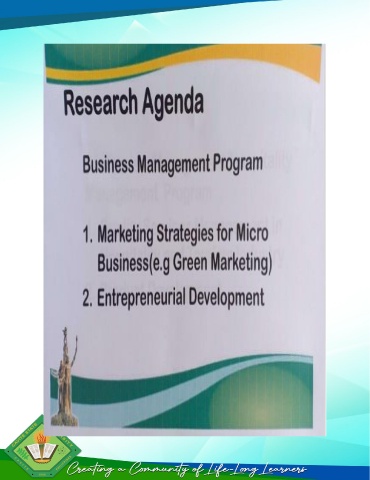 Research Agenda
Business Management Program
1. Marketing Strategies for Micro
Business(e.g Green Marketing)
2. Entrepreneurial Development
Creating a Community of Life-Long Learners